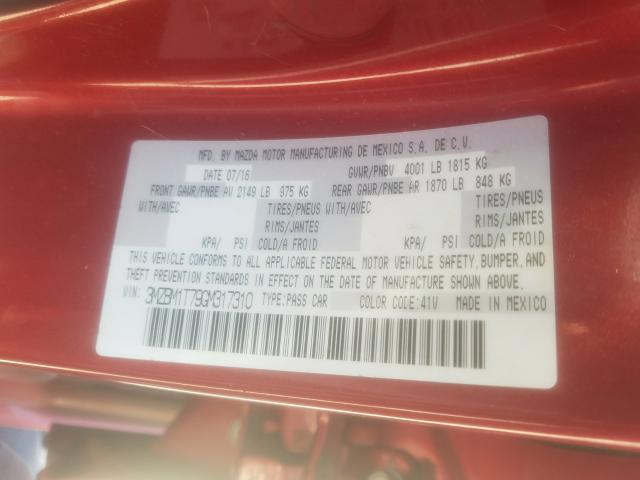 MFD. BY MAZDA MOTOR MANUFACTURING DE MEXICO S.A. DE C.V.
DATE 07/16 GVWR/PNBV 4001 LB 1815 KG
FRONT GAWR/PNBE AV 2149 LB 975 KG REAR GAWR/PNBE AR 1870 LB 848 KG
WITH/AVEC TIRES/PNEUS WITH/AVEC TIRES/PNEUS
RIMS/JANTES RIMS/JANTES
KPA/ PSI COLD/A FROID KPA/ PSI COLD/A FROID
THIS VEHICLE CONFORMS TO ALL APPLICABLE FEDERAL MOTOR VEHICLE SAFETY, BUMPER, AND
THEFT PREVENTION STANDARDS IN EFFECT ON THE DATE OF MANUFACTURE SHOWN ABOVE.
VIN: 3MZBM1T79GM317310 TYPE:PASS CAR COLOR CODE:41V MADE IN MEXICO